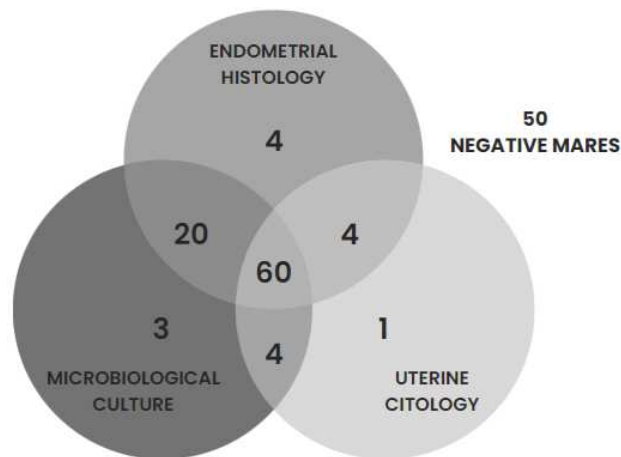 ENDOMETRIAL
HISTOLOGY
4
50
NEGATIVE MARES
20
4
60
3
4
1
MICROBIOLOGICAL
CULTURE
UTERINE
CITOLOGY